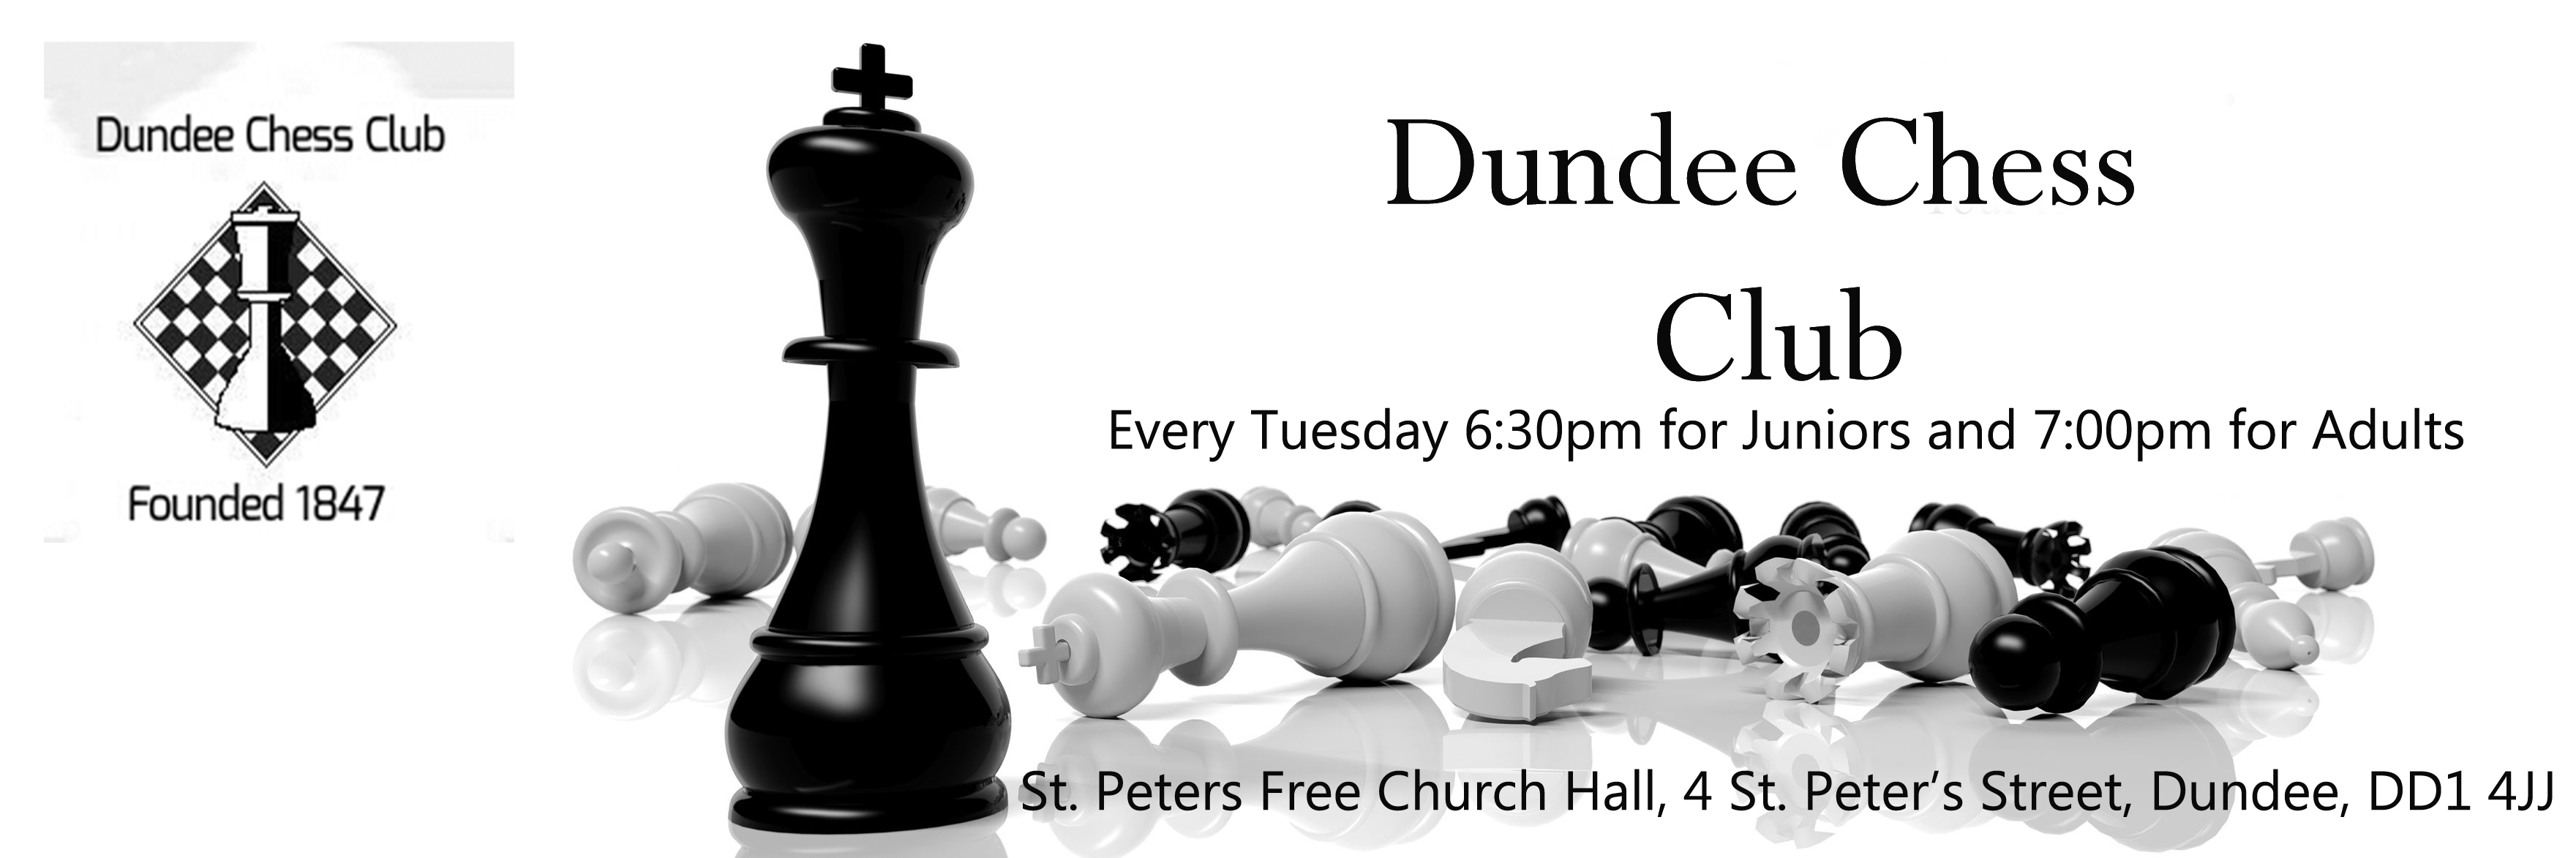 Dundee Chess Club
Founded 1847
Dundee Chess
Club
Every Tuesday 6:30pm for Juniors and 7:00pm for Adults
St. Peters Free Church Hall, 4 St. Peter’s Street, Dundee, DD1 4JJ